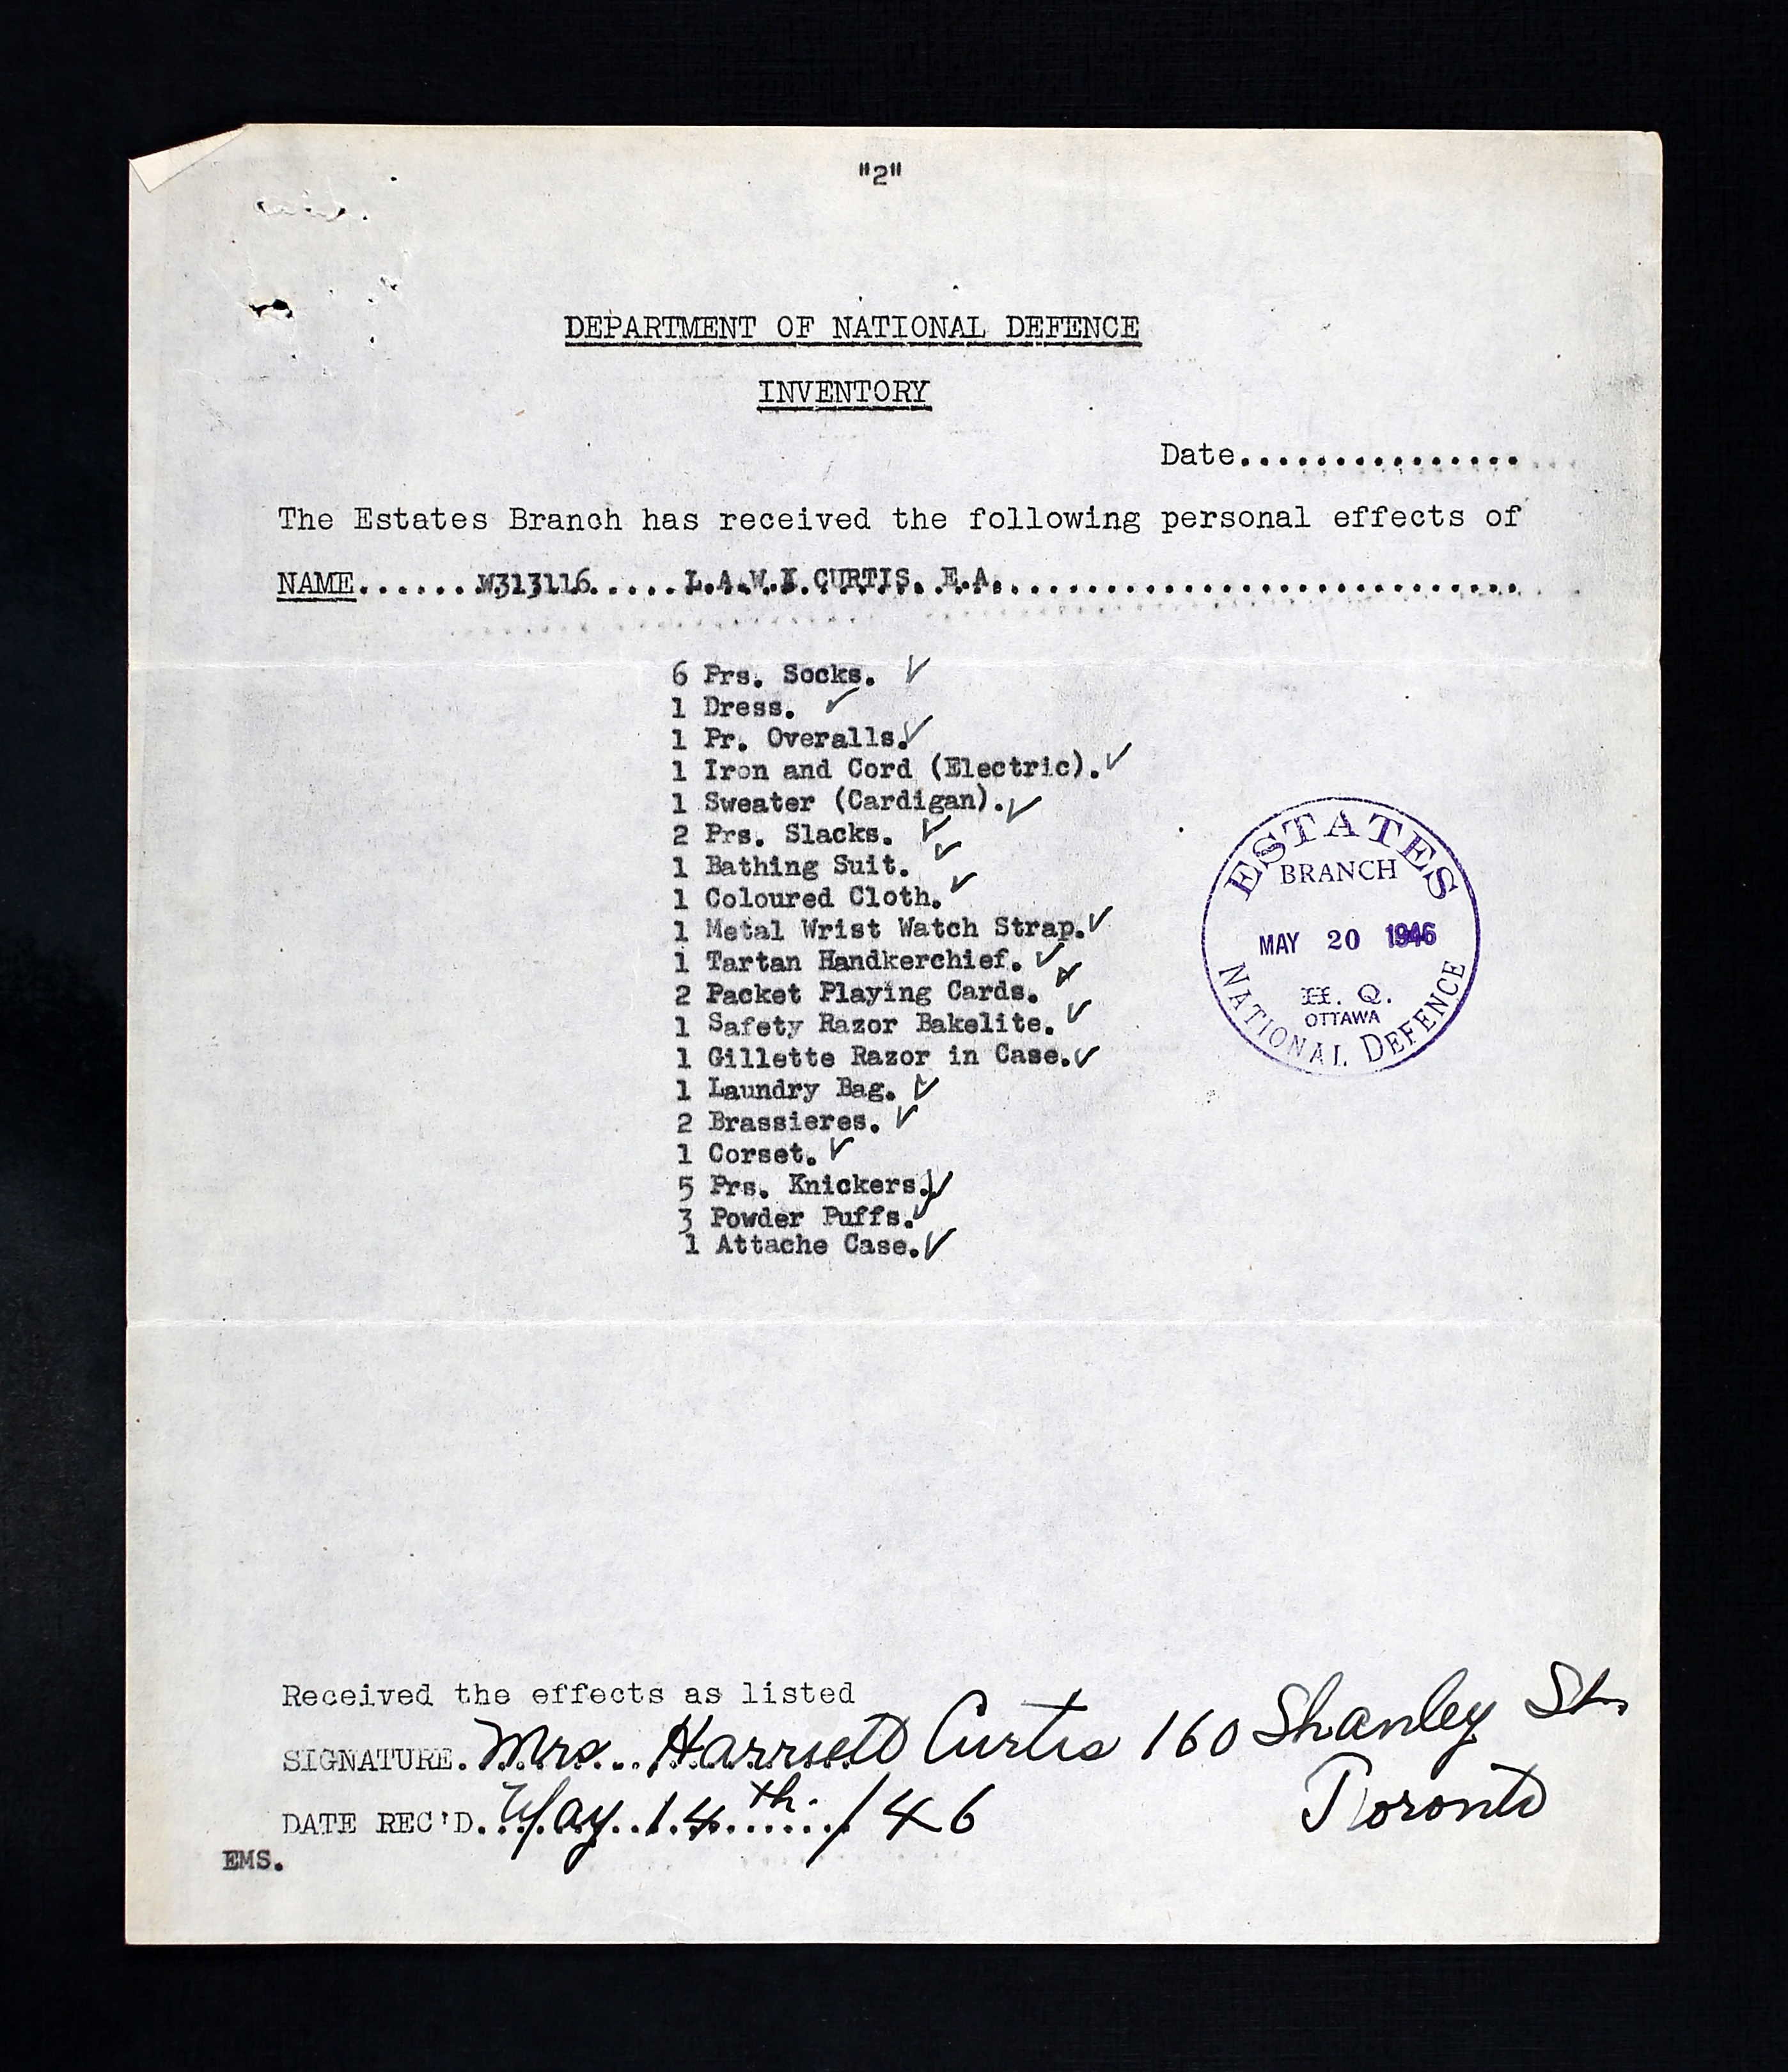 "2"
DEPARTMENT OF NATIONAL DEFENCE
INVENTORY
Date................
The Estates Branch has received the following personal effects of
NAME......W313116.....L.A.W. CURTIS. E.A.............................
6 Prs. Socks. ✓
1 Dress. ✓
1 Pr. Overalls. ✓
1 Iron and Cord (Electric). ✓
1 Sweater (Cardigan). ✓
2 Prs. Slacks. ✓
1 Bathing Suit. ✓
1 Coloured Cloth. ✓
1 Metal Wrist Watch Strap. ✓
1 Tartan Handkerchief. ✓
2 Packet Playing Cards. ✓
1 Safety Razor Bakelite. ✓
1 Gillette Razor in Case. ✓
1 Laundry Bag. ✓
2 Brassieres. ✓
1 Corset. ✓
5 Prs. Knickers. ✓
3 Powder Puffs. ✓
1 Attache Case. ✓
ESTATES
BRANCH
MAY 20 1946
H. Q.
OTTAWA
NATIONAL DEFENCE
Received the effects as listed
SIGNATURE. Mrs. Harriett Curtis 160 Shanley St.
Toronto
DATE REC'D. May 14th. / 46
EMS.